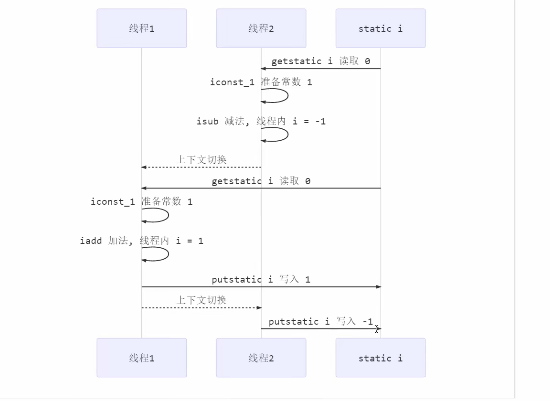 线程1
线程2
static i
getstatic i 读取 0
iconst_1 准备常数 1
isub 减法, 线程内 i = -1
上下文切换
getstatic i 读取 0
iconst_1 准备常数 1
iadd 加法, 线程内 i = 1
putstatic i 写入 1
上下文切换
putstatic i 写入 -1
线程1
线程2
static i